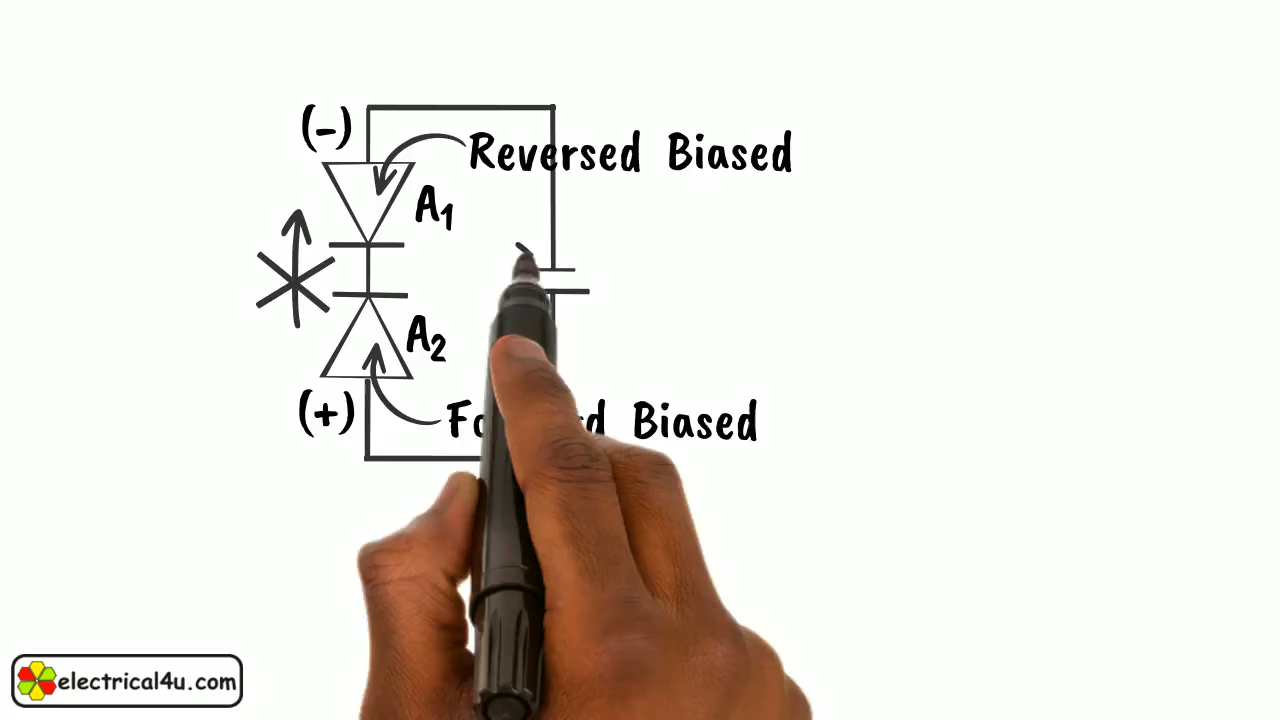 (-)
Reversed Biased
A1
A2
(+)
Biased
electrical4u.com